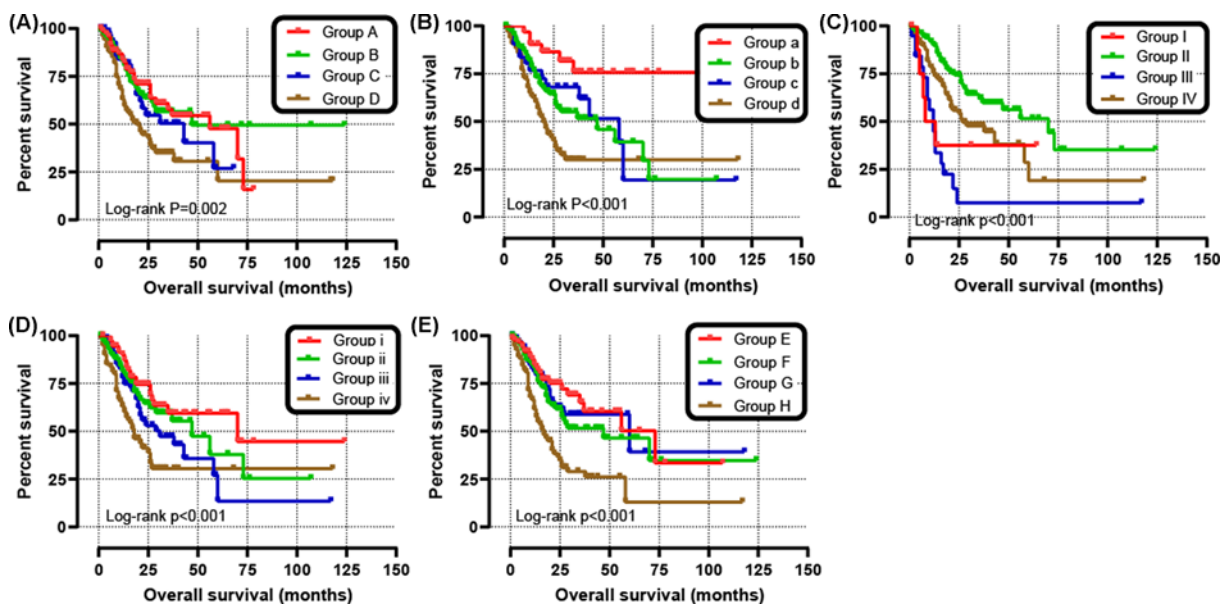 (A)
Group A
Group B
Group C
Group D
Percent survival
100
75
50
25
0
Log-rank P=0.002
0 25 50 75 100 125 150
Overall survival (months)
(B)
Group a
Group b
Group c
Group d
Percent survival
100
75
50
25
0
Log-rank P<0.001
0 25 50 75 100 125 150
Overall survival (months)
(C)
Group I
Group II
Group III
Group IV
Percent survival
100
75
50
25
0
Log-rank p<0.001
0 25 50 75 100 125 150
Overall survival (months)
(D)
Group i
Group ii
Group iii
Group iv
Percent survival
100
75
50
25
0
Log-rank p<0.001
0 25 50 75 100 125 150
Overall survival (months)
(E)
Group E
Group F
Group G
Group H
Percent survival
100
75
50
25
0
Log-rank p<0.001
0 25 50 75 100 125 150
Overall survival (months)